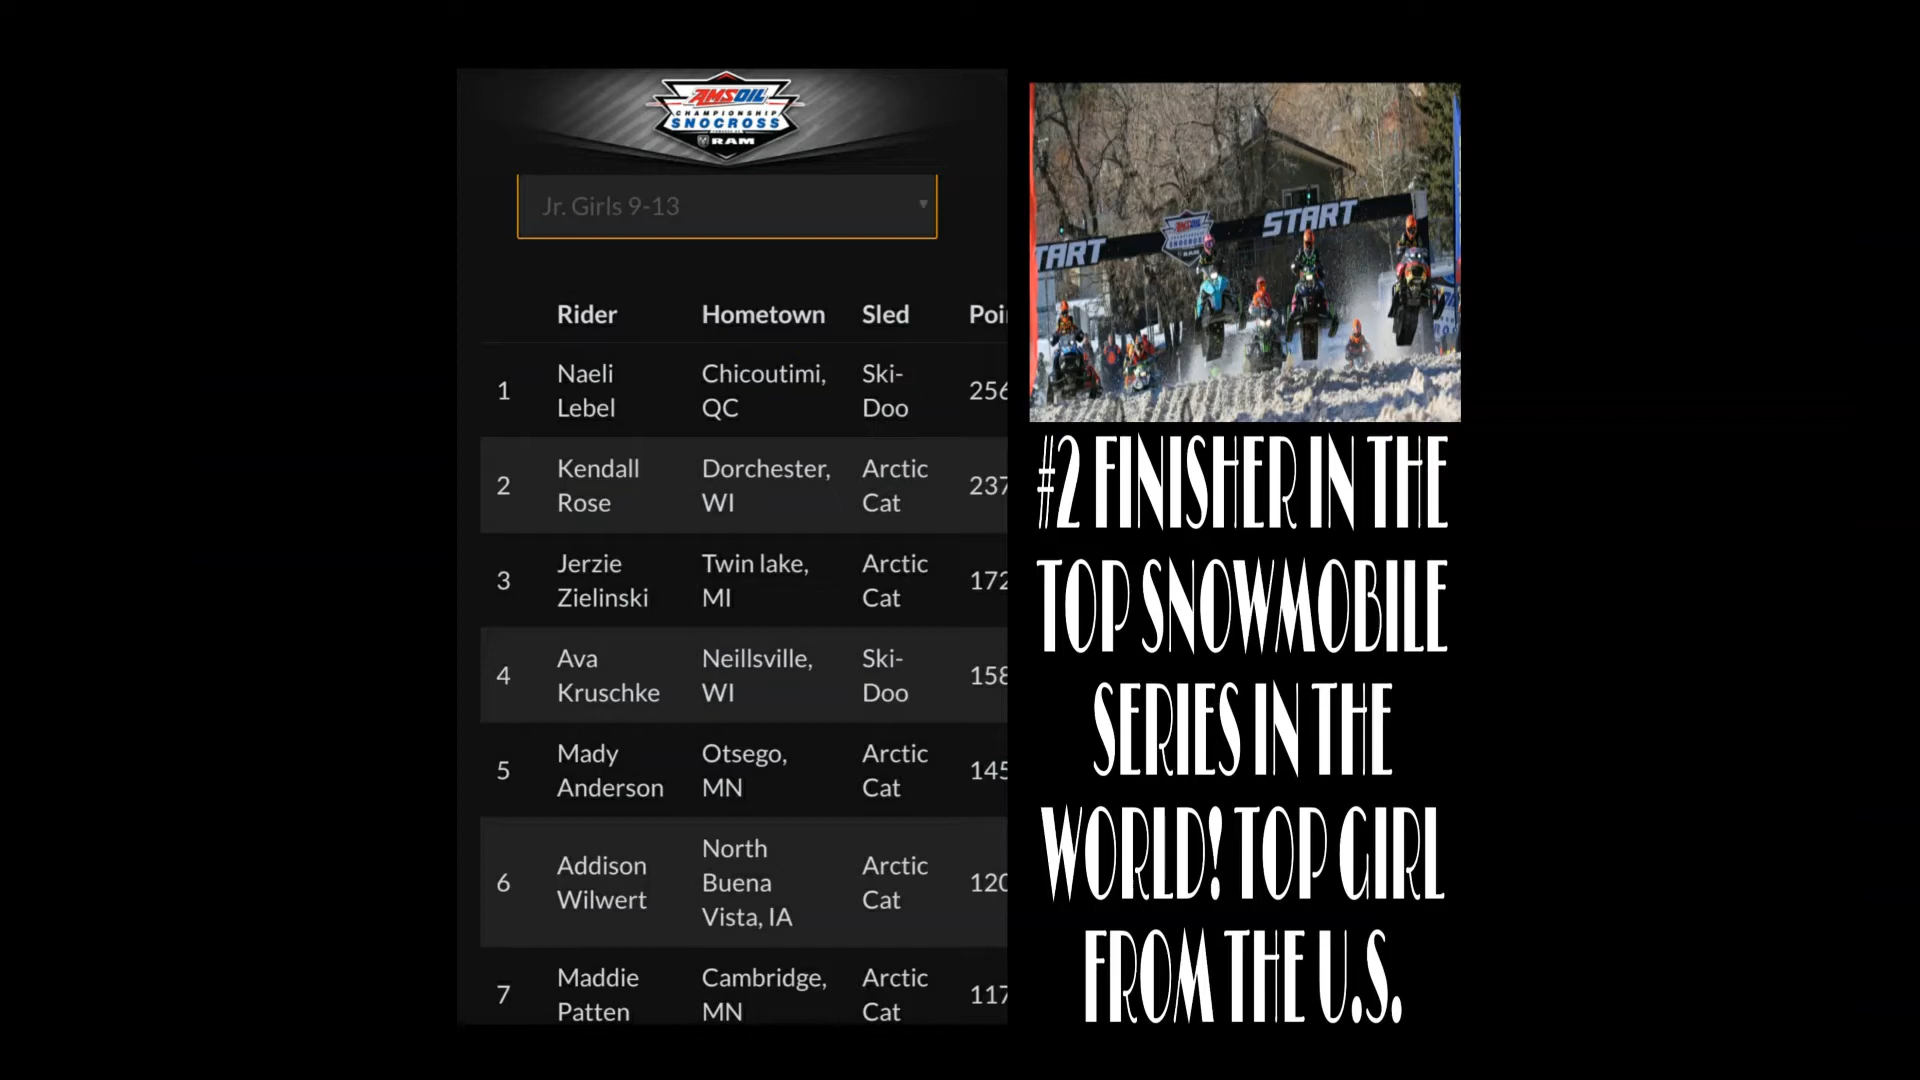 AMSOIL
CHAMPIONSHIP
SNOCROSS
RAM
Jr. Girls 9-13
Rider Hometown Sled Poi
1 Naeli Lebel Chicoutimi, QC Ski-Doo 256
2 Kendall Rose Dorchester, WI Arctic Cat 237
3 Jerzie Zielinski Twin lake, MI Arctic Cat 172
4 Ava Kruschke Neillsville, WI Ski-Doo 158
5 Mady Anderson Otsego, MN Arctic Cat 145
6 Addison Wilwert North Buena Vista, IA Arctic Cat 120
7 Maddie Patten Cambridge, MN Arctic Cat 117
TART
AMSOIL
SNOCROSS
START
#2 FINISHER IN THE
TOP SNOWMOBILE
SERIES IN THE
WORLD! TOP GIRL
FROM THE U.S.